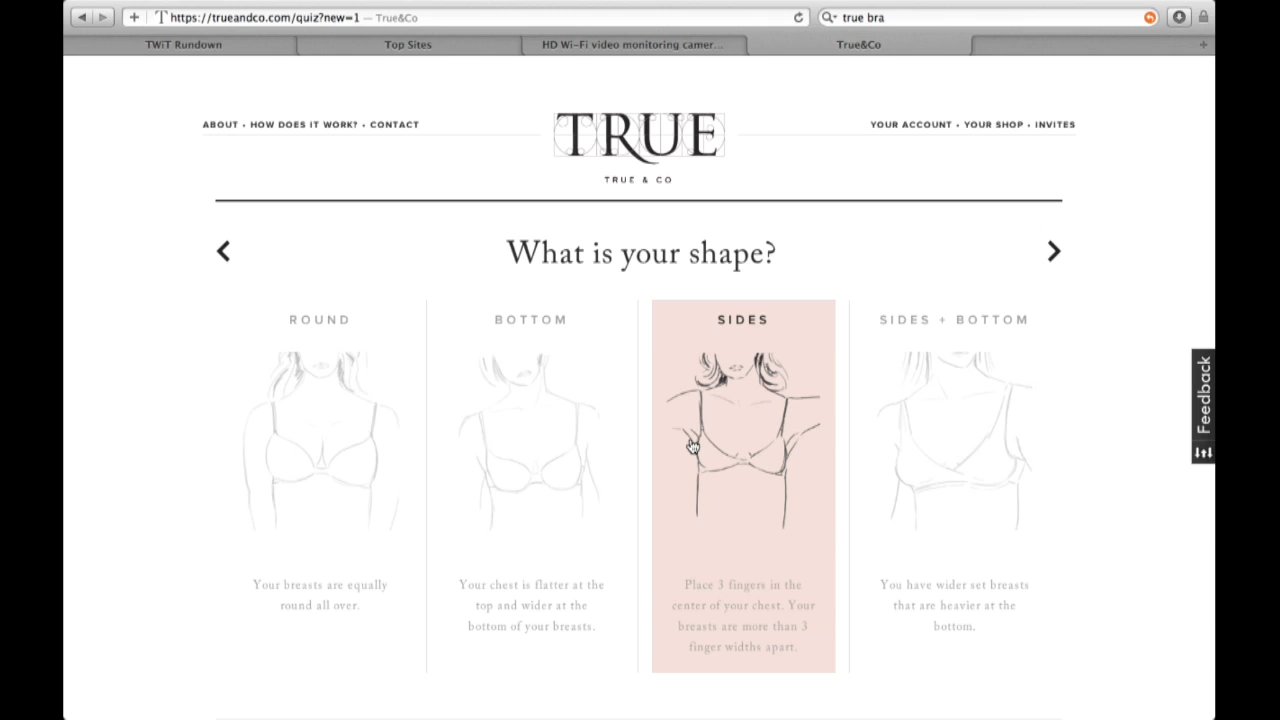 https://trueandco.com/quiz?new=1 — True&Co
true bra
TWiT Rundown
Top Sites
HD Wi-Fi video monitoring camer...
True&Co
ABOUT • HOW DOES IT WORK? • CONTACT
TRUE
TRUE & CO
YOUR ACCOUNT • YOUR SHOP • INVITES
What is your shape?
ROUND
Your breasts are equally
round all over.
BOTTOM
Your chest is flatter at the
top and wider at the
bottom of your breasts.
SIDES
Place 3 fingers in the
center of your chest. Your
breasts are more than 3
finger widths apart.
SIDES + BOTTOM
You have wider set breasts
that are heavier at the
bottom.
Feedback